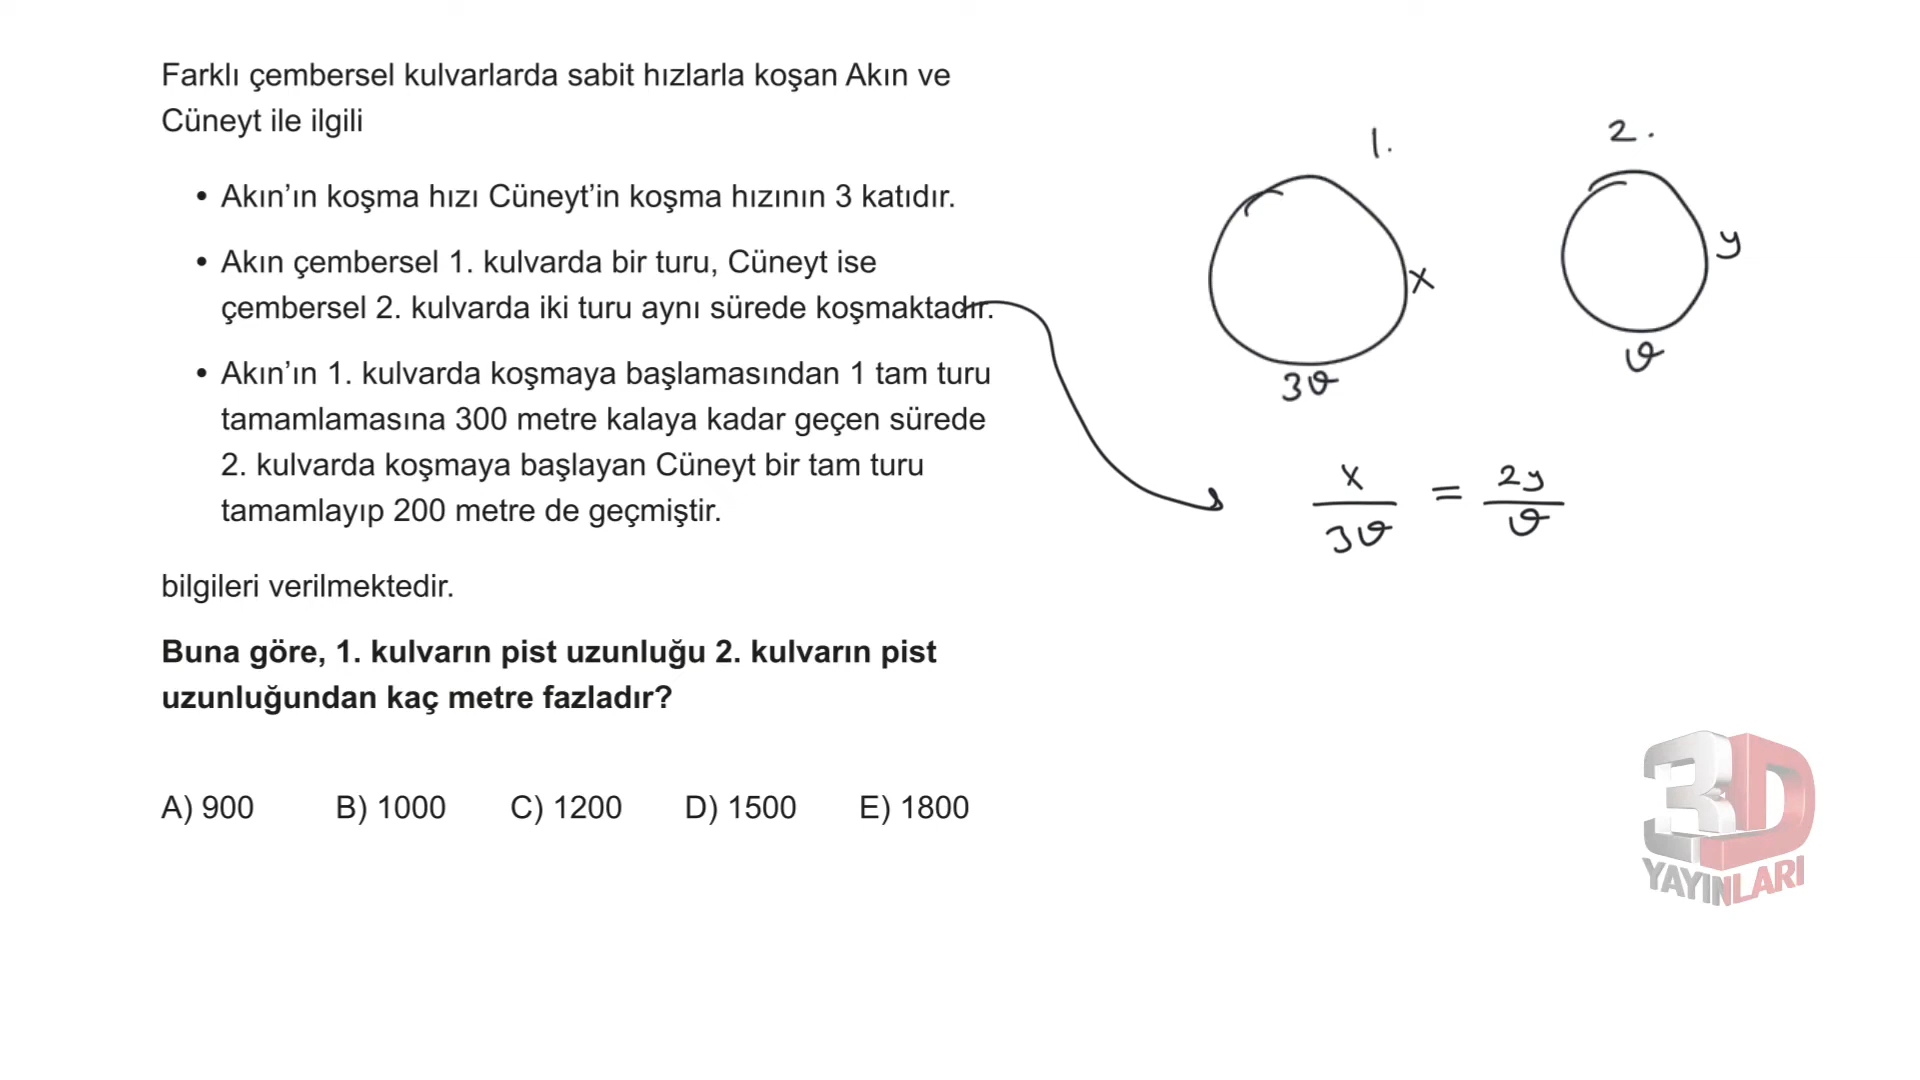 Farklı çembersel kulvarlarda sabit hızlarla koşan Akın ve
Cüneyt ile ilgili
• Akın’ın koşma hızı Cüneyt’in koşma hızının 3 katıdır.
• Akın çembersel 1. kulvarda bir turu, Cüneyt ise
çembersel 2. kulvarda iki turu aynı sürede koşmaktadır.
• Akın’ın 1. kulvarda koşmaya başlamasından 1 tam turu
tamamlamasına 300 metre kalaya kadar geçen sürede
2. kulvarda koşmaya başlayan Cüneyt bir tam turu
tamamlayıp 200 metre de geçmiştir.
bilgileri verilmektedir.
Buna göre, 1. kulvarın pist uzunluğu 2. kulvarın pist
uzunluğundan kaç metre fazladır?
A) 900 B) 1000 C) 1200 D) 1500 E) 1800
1.
x
3ϑ
2.
y
ϑ
x/3ϑ = 2y/ϑ
3D
YAYINLARI